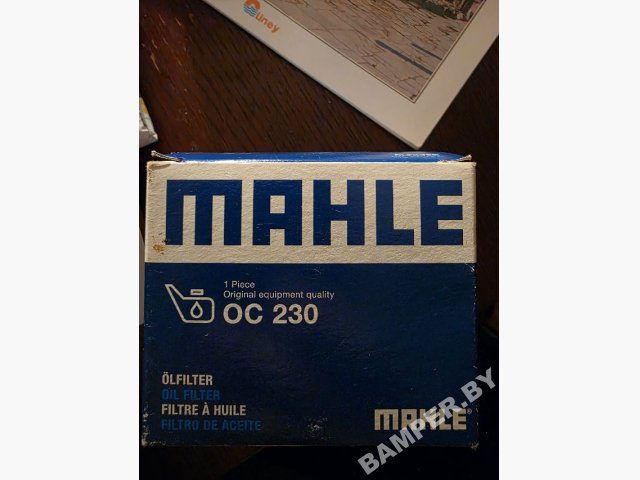 Oliney
MAHLE
1 Piece
Original equipment quality
OC 230
ÖLFILTER
OIL FILTER
FILTRE À HUILE
FILTRO DE ACEITE
MAHLE®
BAMPER.BY